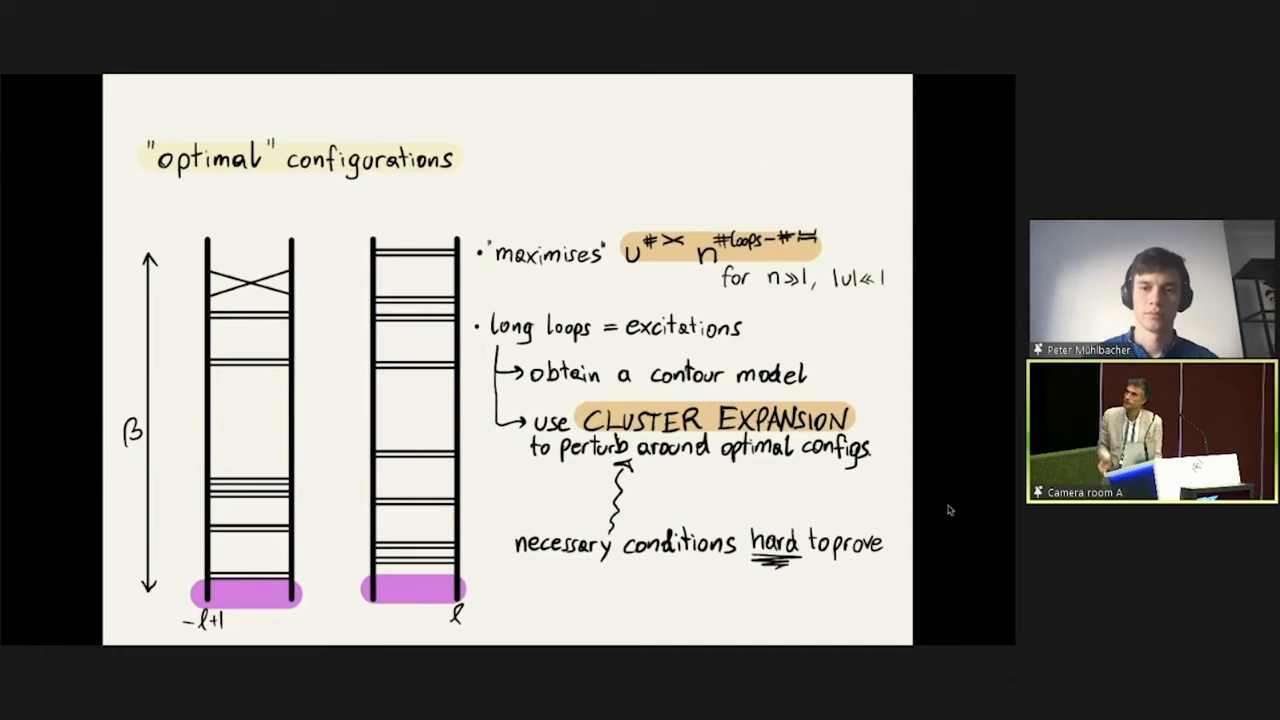 "optimal" configurations
• "maximises" u^#× n^#loops-#=
for n≫1, |u|≪1
• long loops = excitations
→ obtain a contour model
→ use CLUSTER EXPANSION
to perturb around optimal configs.
necessary conditions hard to prove
β
-l+1
l
Peter Mühlbacher
Camera room A